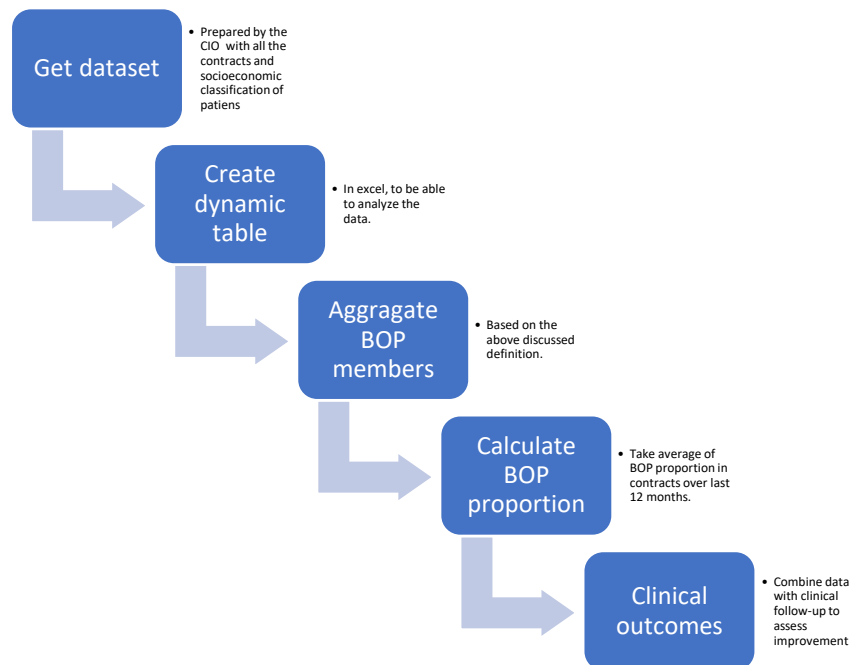 Get dataset
• Prepared by the
CIO  with all the
contracts and
socioeconomic
classification of
patiens
Create
dynamic
table
• In excel, to be able
to analyze the
data.
Aggragate
BOP
members
• Based on the
above discussed
definition.
Calculate
BOP
proportion
• Take average of
BOP proportion in
contracts over last
12 months.
Clinical
outcomes
• Combine data
with clinical
follow-up to
assess
improvement